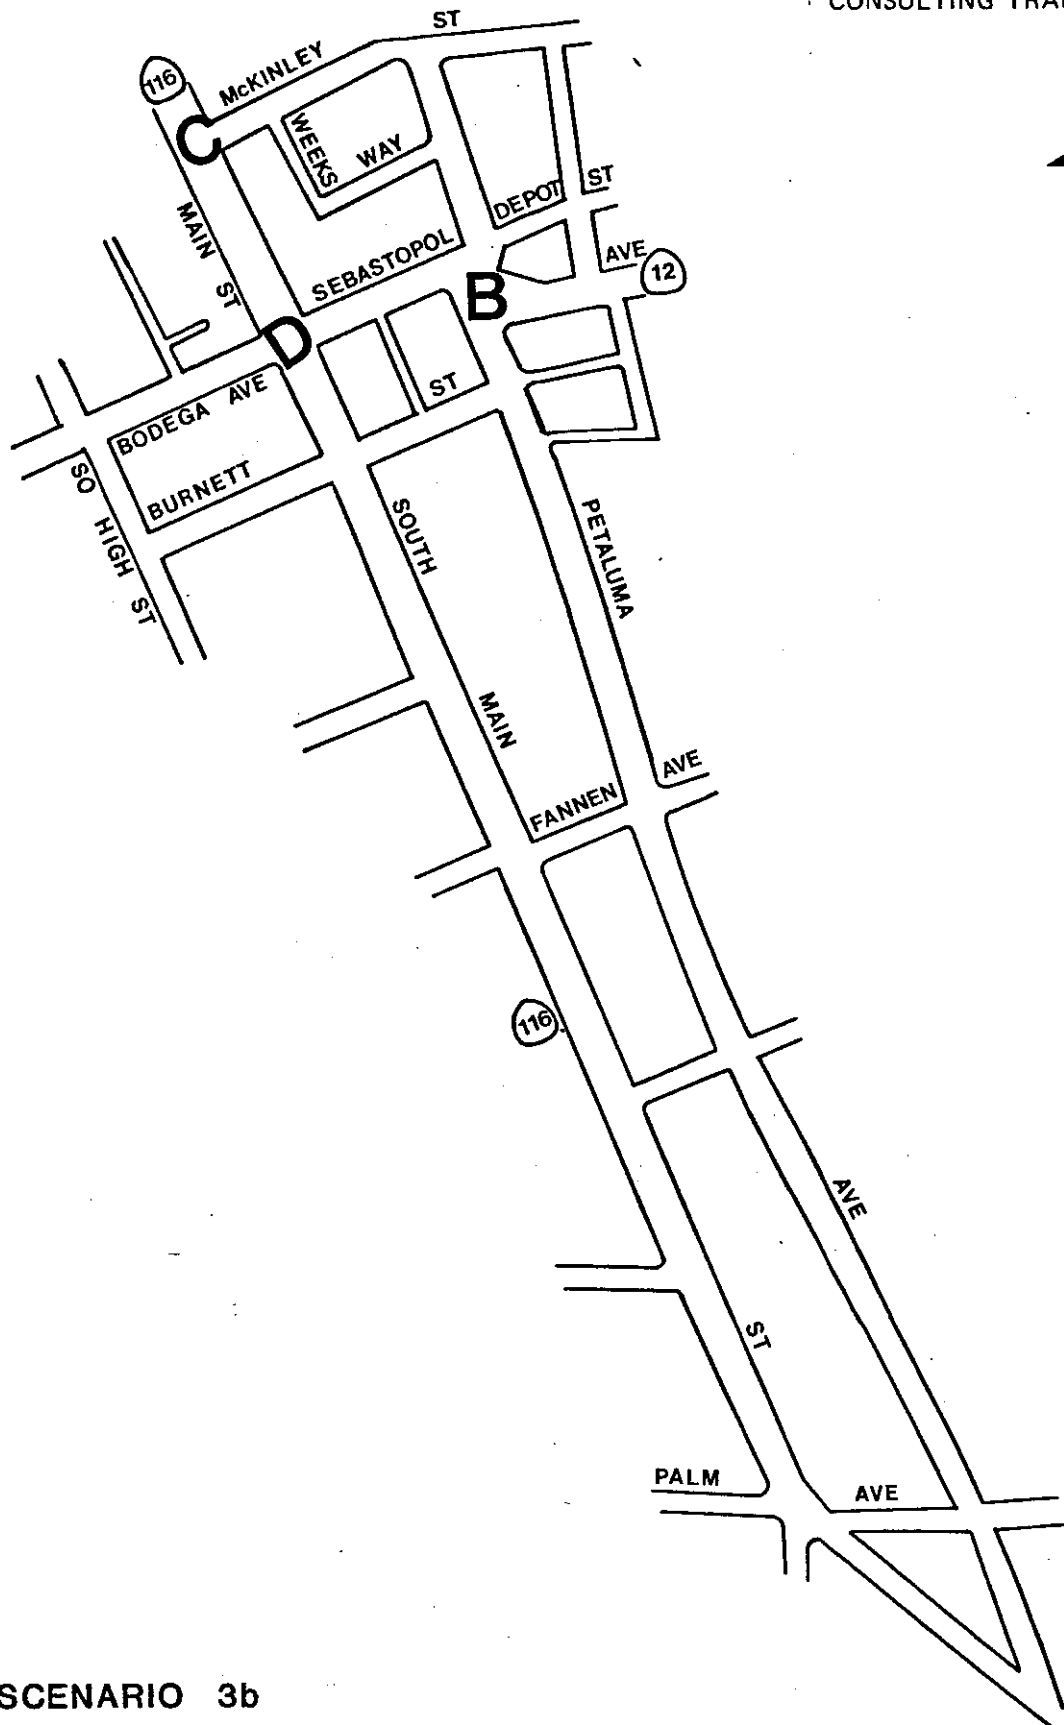 CONSULTING
ST
McKINLEY
116
C
WEEKS
WAY
MAIN
ST
DEPOT
ST
SEBASTOPOL
AVE
12
B
D
ST
BODEGA AVE
BURNETT
SO HIGH ST
SOUTH
PETALUMA
MAIN
AVE
FANNEN
116
AVE
ST
PALM
AVE
SCENARIO 3b